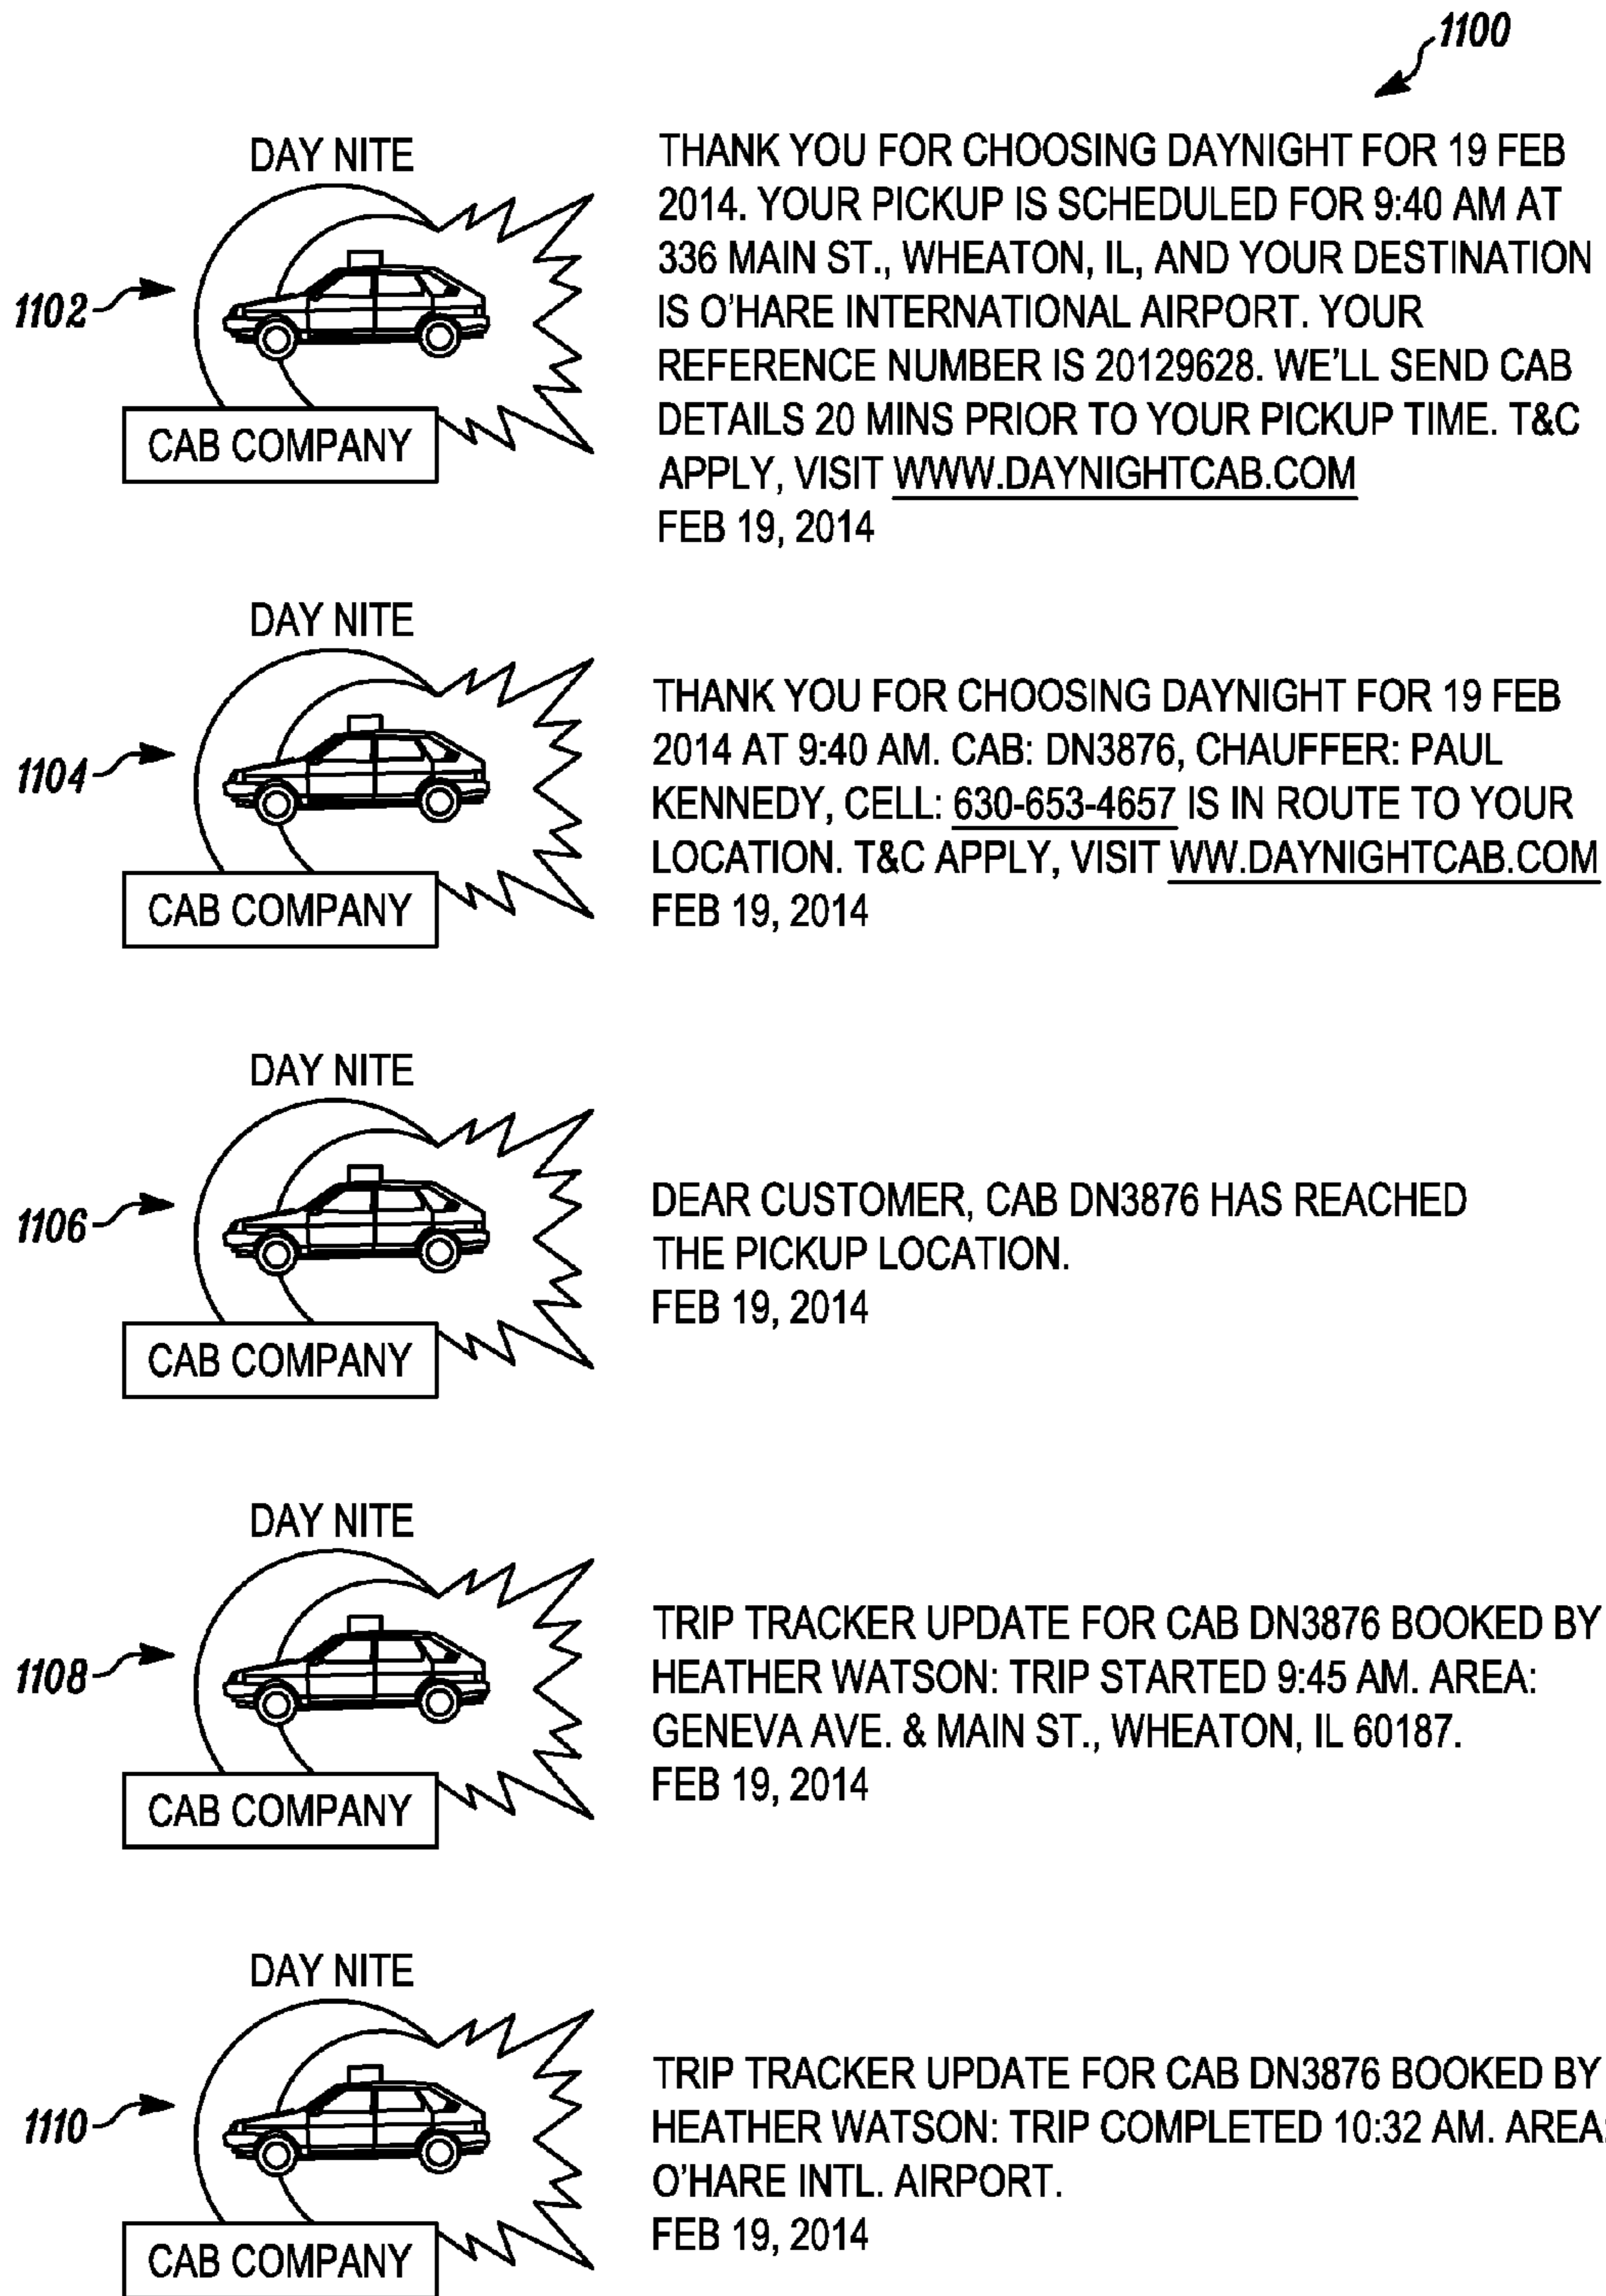 1100
DAY NITE
1102
CAB COMPANY
THANK YOU FOR CHOOSING DAYNIGHT FOR 19 FEB
2014. YOUR PICKUP IS SCHEDULED FOR 9:40 AM AT
336 MAIN ST., WHEATON, IL, AND YOUR DESTINATION
IS O'HARE INTERNATIONAL AIRPORT. YOUR
REFERENCE NUMBER IS 20129628. WE'LL SEND CAB
DETAILS 20 MINS PRIOR TO YOUR PICKUP TIME. T&C
APPLY, VISIT WWW.DAYNIGHTCAB.COM
FEB 19, 2014
DAY NITE
1104
CAB COMPANY
THANK YOU FOR CHOOSING DAYNIGHT FOR 19 FEB
2014 AT 9:40 AM. CAB: DN3876, CHAUFFER: PAUL
KENNEDY, CELL: 630-653-4657 IS IN ROUTE TO YOUR
LOCATION. T&C APPLY, VISIT WW.DAYNIGHTCAB.COM
FEB 19, 2014
DAY NITE
1106
CAB COMPANY
DEAR CUSTOMER, CAB DN3876 HAS REACHED
THE PICKUP LOCATION.
FEB 19, 2014
DAY NITE
1108
CAB COMPANY
TRIP TRACKER UPDATE FOR CAB DN3876 BOOKED BY
HEATHER WATSON: TRIP STARTED 9:45 AM. AREA:
GENEVA AVE. & MAIN ST., WHEATON, IL 60187.
FEB 19, 2014
DAY NITE
1110
CAB COMPANY
TRIP TRACKER UPDATE FOR CAB DN3876 BOOKED BY
HEATHER WATSON: TRIP COMPLETED 10:32 AM. AREA:
O'HARE INTL. AIRPORT.
FEB 19, 2014